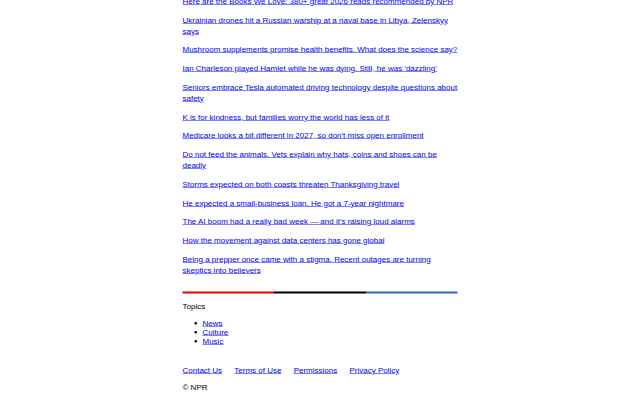 Here are the Books We Love: 380+ great 2026 reads recommended by NPR
Ukrainian drones hit a Russian warship at a naval base in Libya, Zelenskyy
says
Mushroom supplements promise health benefits. What does the science say?
Ian Charleson played Hamlet while he was dying. Still, he was 'dazzling'
Seniors embrace Tesla automated driving technology despite questions about
safety
K is for kindness, but families worry the world has less of it
Medicare looks a bit different in 2027, so don't miss open enrollment
Do not feed the animals. Vets explain why hats, coins and shoes can be
deadly
Storms expected on both coasts threaten Thanksgiving travel
He expected a small-business loan. He got a 7-year nightmare
The AI boom had a really bad week — and it's raising loud alarms
How the movement against data centers has gone global
Being a prepper once came with a stigma. Recent outages are turning
skeptics into believers
Topics
News
Culture
Music
Contact Us Terms of Use Permissions Privacy Policy
© NPR